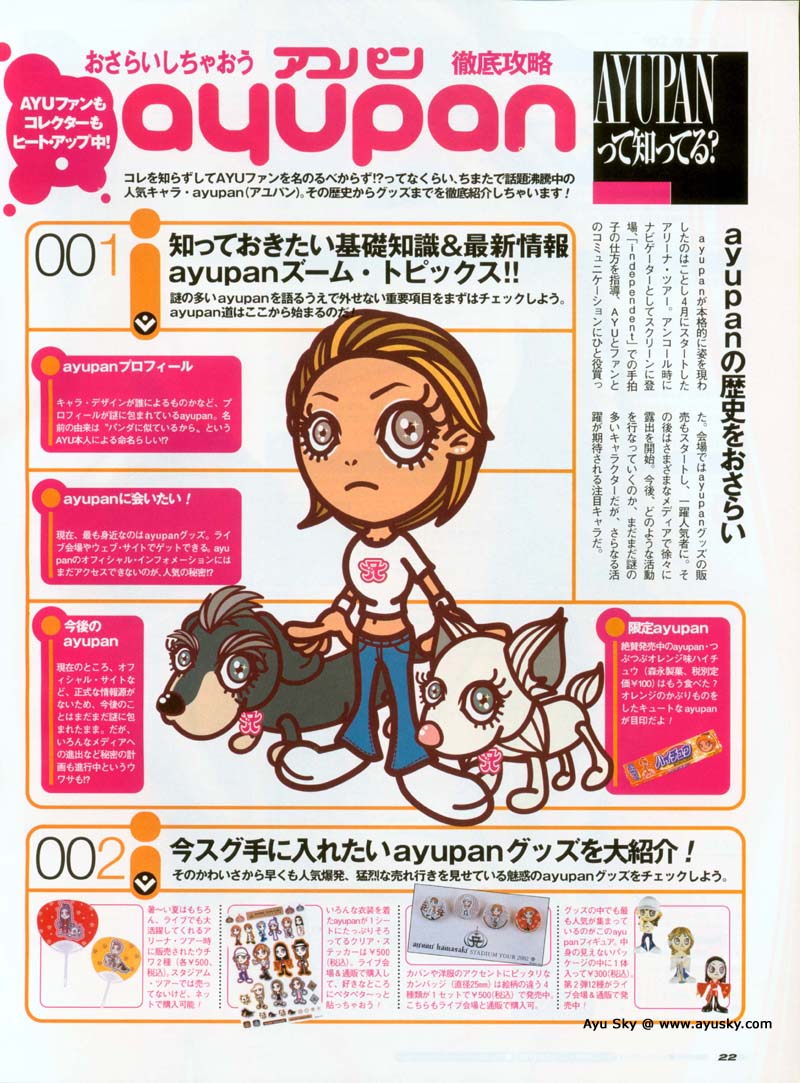 おさらいしちゃおう アユパン 徹底攻略
ayupan
AYUファンも
コレクターも
ヒート・アップ中!
コレを知らずしてAYUファンを名のるべからず!?ってなくらい、ちまたで話題沸騰中の
人気キャラ・ayupan(アユパン)。その歴史からグッズまでを徹底紹介しちゃいます!
AYUPAN
って知ってる?
ayupanの歴史をおさらい
ayupanが本格的に姿を現わ
したのはことし4月にスタートした
アリーナ・ツアー。アンコール時に
ナビゲーターとしてスクリーンに登
場、「independent」での手拍
子の仕方を指導、AYUとファンと
のコミュニケーションにひと役買っ
た。会場ではayupanグッズの販
売もスタートし、一躍人気者に。そ
の後はさまざまなメディアで徐々に
露出を開始。今後、どのような活動
を行なっていくのか、まだまだ謎の
多いキャラクターだが、さらなる活
躍が期待される注目キャラだ。
001
知っておきたい基礎知識&最新情報
ayupanズーム・トピックス!!
謎の多いayupanを語るうえで外せない重要項目をまずはチェックしよう。
ayupan道はここから始まるのだ!
ayupanプロフィール
キャラ・デザインが誰によるものかなど、プ
ロフィールが謎に包まれているayupan。名
前の由来は“パンダに似ているから〟という
AYU本人による命名らしい!?
ayupanに会いたい!
現在、最も身近なのはayupanグッズ。ライ
ブ会場やウェブ・サイトでゲットできる。ayu
panのオフィシャル・インフォメーションには
まだアクセスできないのが、人気の秘密!?
今後の
ayupan
現在のところ、オフィ
シャル・サイトな
ど、正式な情報源が
ないため、今後のこ
とはまだまだ謎に包
まれたまま。だが、
いろんなメディアへ
の進出など秘密の計
画も進行中というウ
ワサも!?
限定ayupan
絶賛発売中のayupan・つ
ぶつぶオレンジ味ハイチ
ュウ(森永製菓、税別定
価¥100)はもう食べた?
オレンジのかぶりものを
したキュートなayupan
が目印だよ!
ハイチュウ
002
今スグ手に入れたいayupanグッズを大紹介!
そのかわいさから早くも人気爆発、猛烈な売れ行きを見せている魅惑のayupanグッズをチェックしよう。
暑〜い夏はもちろ
ん、ライブでも大
活躍してくれるア
リーナ・ツアー時
に販売されたウチ
ワ2種(各¥500、
税込)。スタジアム
・ツアーでは売っ
てないけど、ネット
で購入可能!
いろんな衣装を着
たayupanが1シー
トにたっぷりそろ
ってるクリア・ス
テッカーは¥500
(税込)。ライブ会
場&通販で購入し
て、好きなところ
にペタペタ〜っと
貼っちゃおう!
ayumi hamasaki STADIUM TOUR 2002
カバンや洋服のアクセントにピッタリな
カンバッジ(直径25mm)は絵柄の違う4
種類が1セットで¥500(税込)で発売中。
こちらもライブ会場と通販で購入可。
グッズの中でも最
も人気が集まって
いるのがこのayu
panフィギュア。中
身の見えないパッ
ケージの中に1体
入って¥300(税込)。
第2弾12種がライ
ブ会場&通販で発
売中!
Ayu Sky @ www.ayusky.com
22